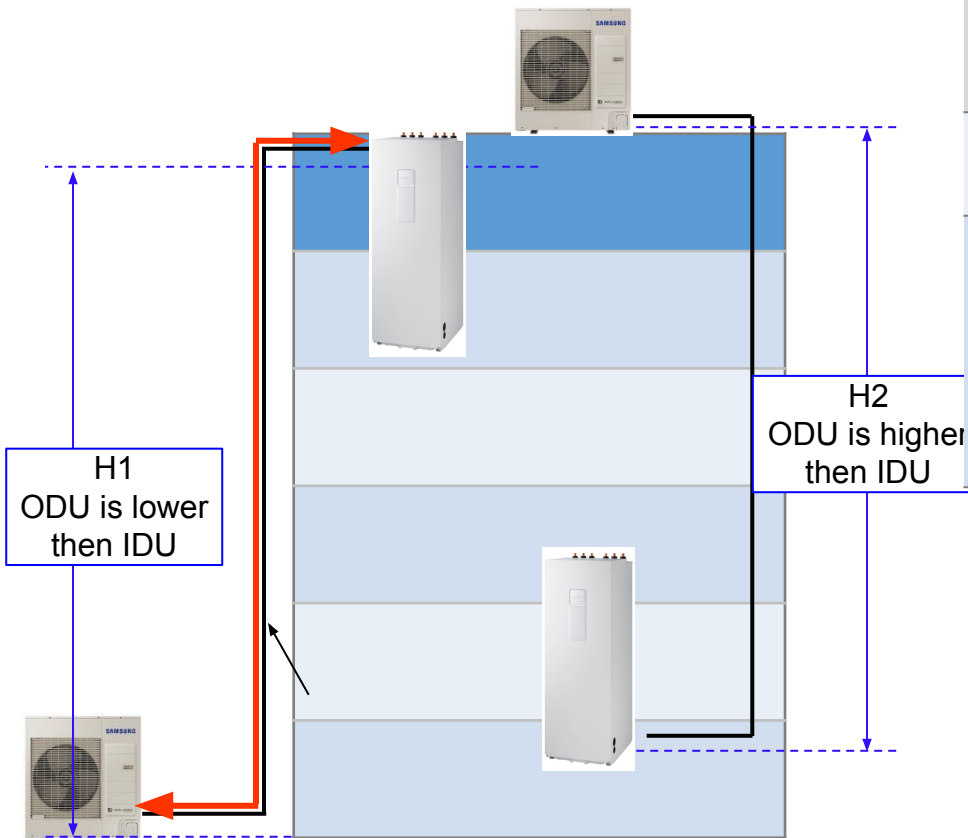 SAMSUNG
H1
ODU is lower
then IDU
H2
ODU is higher
then IDU
SAMSUNG